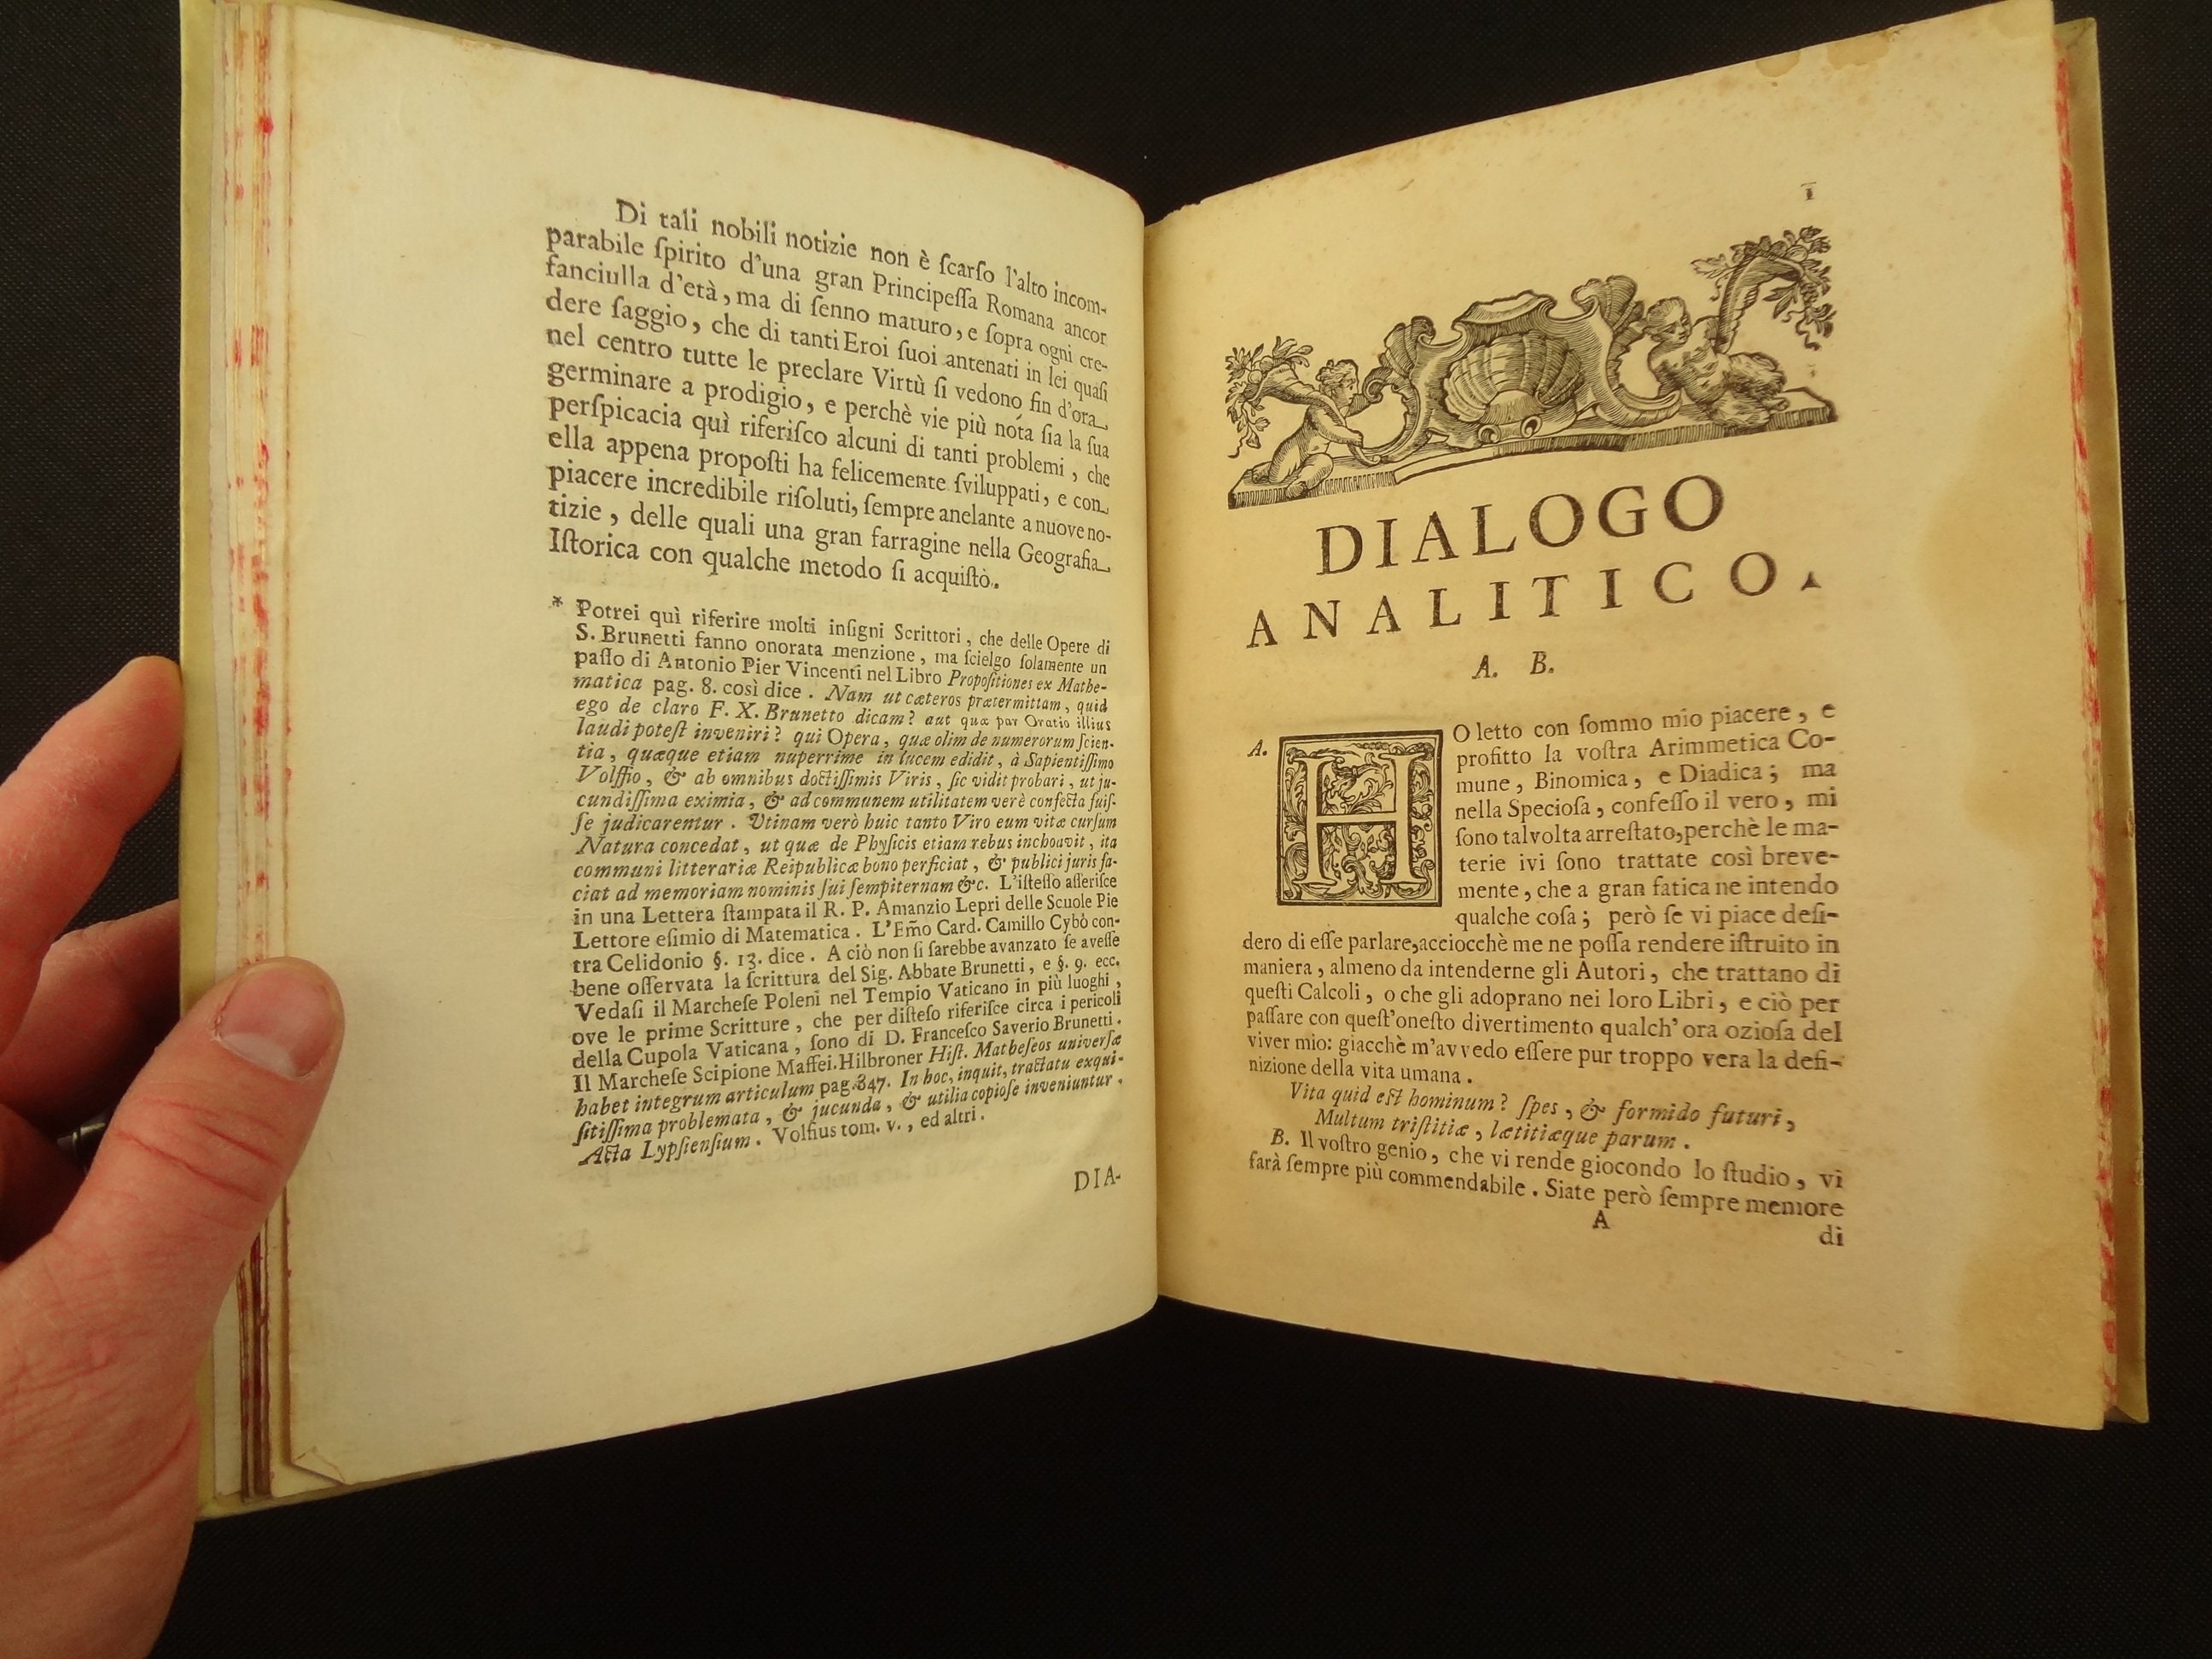 Di tali nobili notizie non è ſcarſo l'alto incom-
parabile ſpirito d'una gran Principeſſa Romana ancor
fanciulla d'età, ma di ſenno maturo, e ſopra ogni cre-
dere ſaggio, che di tanti Eroi ſuoi antenati in lei quaſi
nel centro tutte le preclare Virtù ſi vedono fin d'ora
germinare a prodigio, e perchè vie più nota ſia la ſua
perſpicacia quì riferiſco alcuni di tanti problemi, che
ella appena propoſti ha felicemente ſviluppati, e con
piacere incredibile riſoluti, ſempre anelante a nuove no-
tizie, delle quali una gran farragine nella Geografia
Iſtorica con qualche metodo ſi acquiſtò.
* Potrei quì riferire molti inſigni Scrittori, che delle Opere di
S. Brunetti fanno onorata menzione, ma ſcielgo ſolamente un
paſſo di Antonio Pier Vincenti nel Libro Propoſitiones ex Mathe-
matica pag. 8. così dice. Nam ut cæteros prætermittam, quid
ego de claro F. X. Brunetto dicam? aut quæ par Oratio illius
laudi poteſt inveniri? qui Opera, quæ olim de numerorum ſcien-
tia, quæque etiam nuperrime in lucem edidit, à Sapientiſſimo
Volffio, & ab omnibus doctiſſimis Viris, ſic vidit probari, ut ju-
cundiſſima eximia, & ad communem utilitatem verè confecta fuiſ-
ſe judicarentur. Utinam verò huic tanto Viro eum vitæ curſum
Natura concedat, ut quæ de Phyſicis etiam rebus inchoavit, ita
communi litterariæ Reipublicæ bono perficiat, & publici juris fa-
ciat ad memoriam nominis ſui ſempiternam &c. L'iſteſſo aſſeriſce
in una Lettera ſtampata il R. P. Amanzio Lepri delle Scuole Pie
Lettore eſimio di Matematica. L'Em̃o Card. Camillo Cybò con-
tra Celidonio §. 13. dice. A ciò non ſi ſarebbe avanzato ſe aveſſe
bene oſſervata la ſcrittura del Sig. Abbate Brunetti, e §. 9. ecc.
Vedaſi il Marcheſe Poleni nel Tempio Vaticano in più luoghi,
ove le prime Scritture, che per diſteſo riferiſce circa i pericoli
della Cupola Vaticana, ſono di D. Franceſco Saverio Brunetti.
Il Marcheſe Scipione Maffei. Hilbroner Hiſt. Matheſeos univerſæ
habet integrum articulum pag. 847. In hoc, inquit, tractatu exqui-
ſitiſſima problemata, & jucunda, & utilia copioſe inveniuntur.
Acta Lypſienſium. Volfius tom. v., ed altri.
DIA-
1
DIALOGO
ANALITICO.
A. B.
A. HO letto con ſommo mio piacere, e
profitto la voſtra Arimmetica Co-
mune, Binomica, e Diadica; ma
nella Specioſa, confeſſo il vero, mi
ſono talvolta arreſtato, perchè le ma-
terie ivi ſono trattate così breve-
mente, che a gran fatica ne intendo
qualche coſa; però ſe vi piace deſi-
dero di eſſe parlare, acciocchè me ne poſſa rendere iſtruito in
maniera, almeno da intenderne gli Autori, che trattano di
queſti Calcoli, o che gli adoprano nei loro Libri, e ciò per
paſſare con queſt'oneſto divertimento qualch' ora ozioſa del
viver mio: giacchè m'avvedo eſſere pur troppo vera la defi-
nizione della vita umana.
Vita quid eſt hominum? ſpes, & formido futuri,
Multum triſtitiæ, lætitiæque parum.
B. Il voſtro genio, che vi rende giocondo lo ſtudio, vi
farà ſempre più commendabile. Siate però ſempre memore
A
di